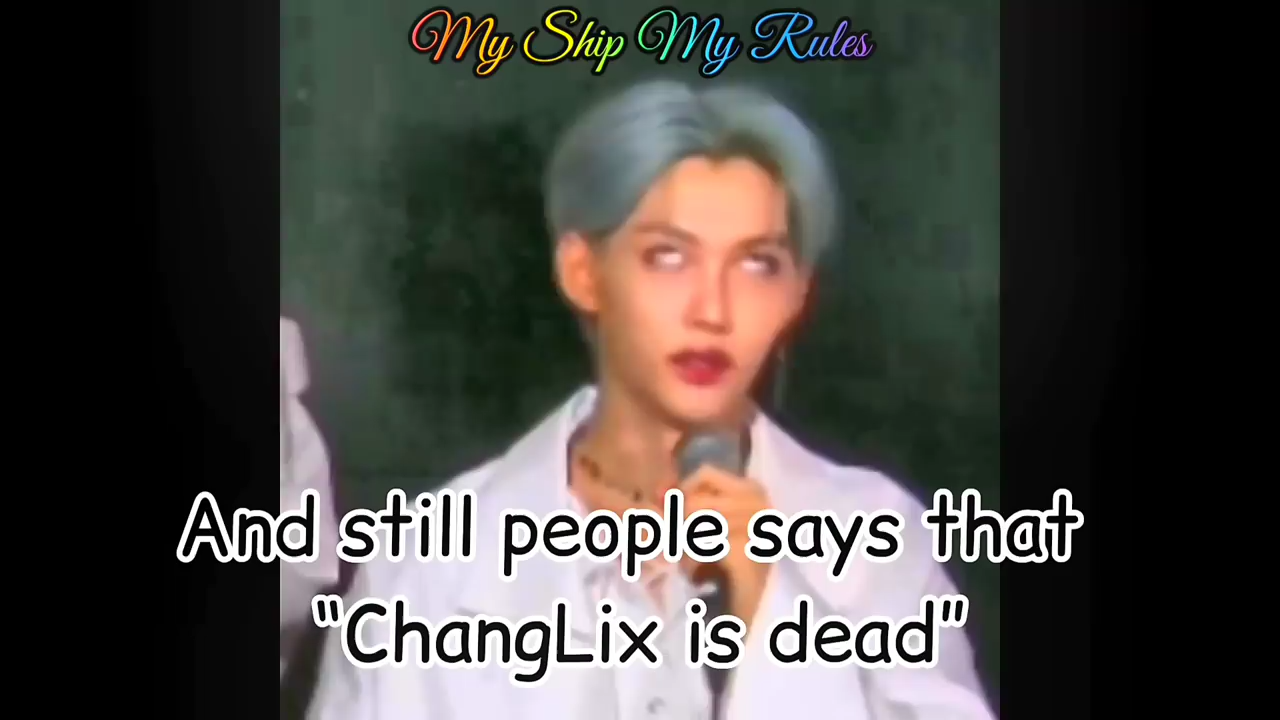 My Ship My Rules
And still people says that
“ChangLix is dead”